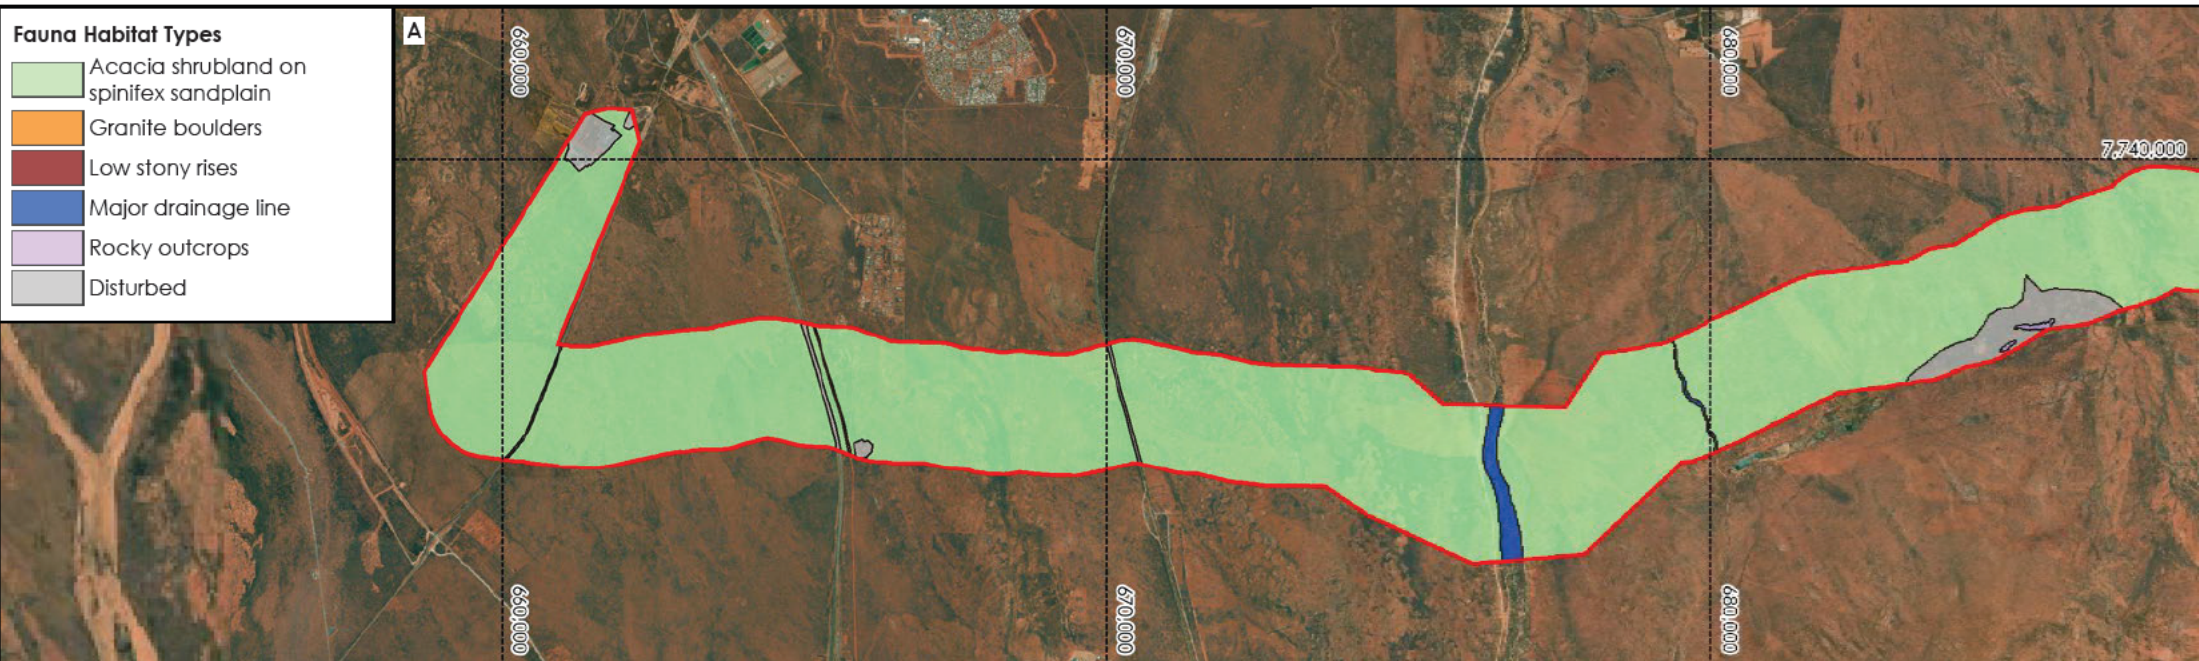 Fauna Habitat Types
Acacia shrubland on
spinifex sandplain
Granite boulders
Low stony rises
Major drainage line
Rocky outcrops
Disturbed
A
660,000
670,000
680,000
7,740,000
660,000
670,000
680,000